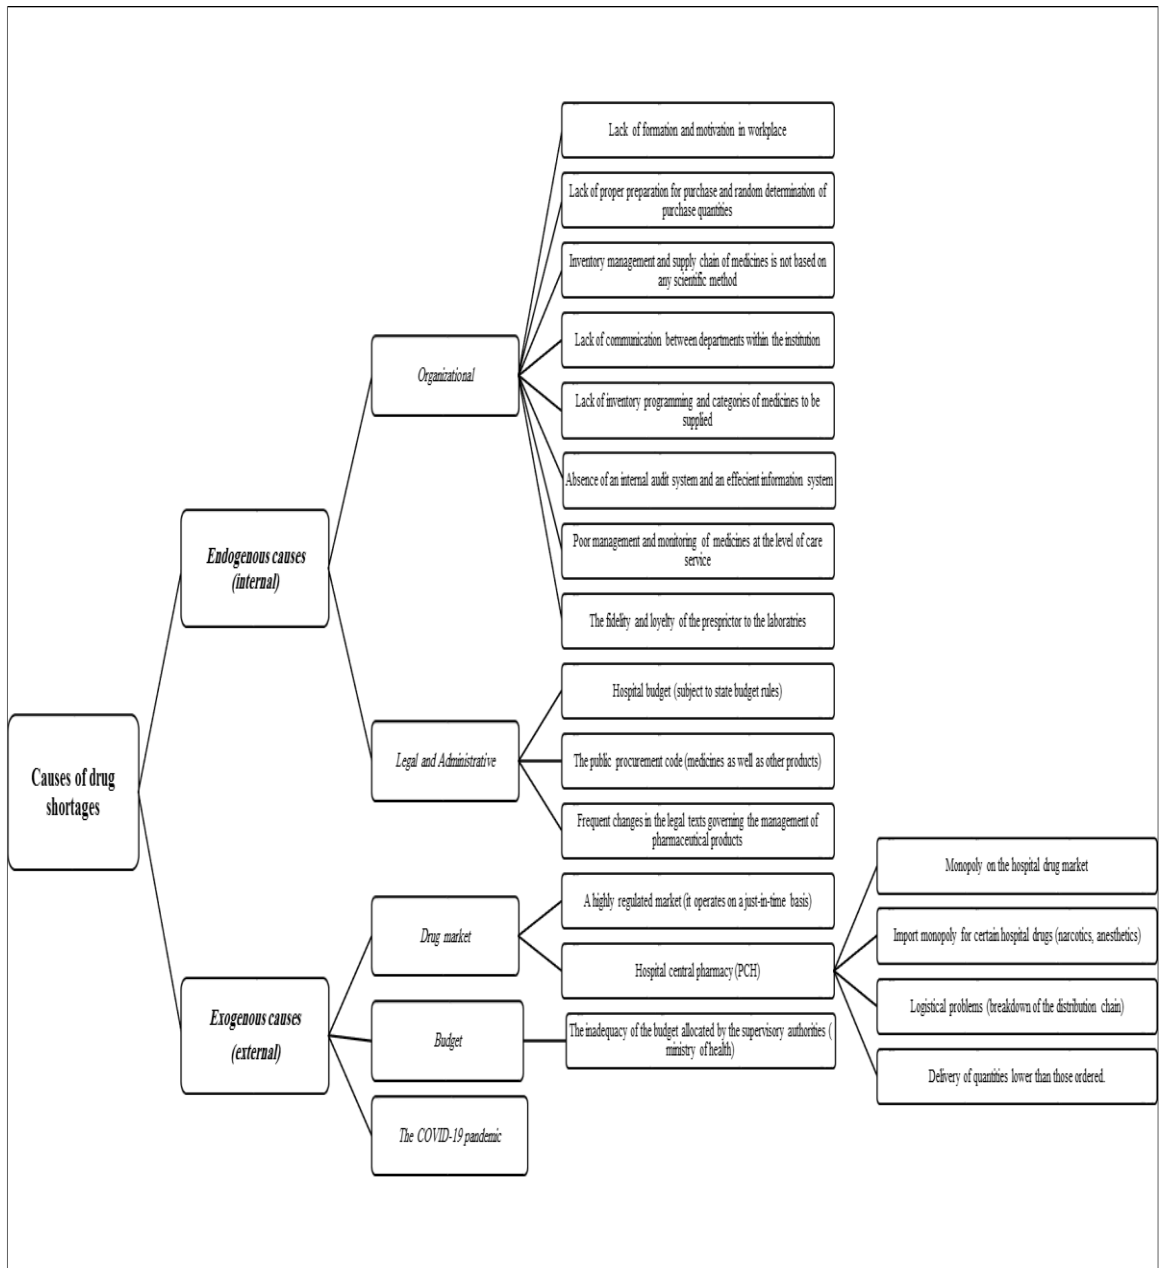 Causes of drug
shortages
Endogenous causes
(internal)
Organizational
Lack of formation and motivation in workplace
Lack of proper preparation for purchase and random determination of
purchase quantities
Inventory management and supply chain of medicines is not based on
any scientific method
Lack of communication between departments within the institution
Lack of inventory programming and categories of medicines to be
supplied
Absence of an internal audit system and an effecient information system
Poor management and monitoring of medicines at the level of care
service
The fidelity and loyelty of the presprictor to the laboratries
Legal and Administrative
Hospital budget (subject to state budget rules)
The public procurement code (medicines as well as other products)
Frequent changes in the legal texts governing the management of
pharmaceutical products
Exogenous causes
(external)
Drug market
A highly regulated market (it operates on a just-in-time basis)
Hospital central pharmacy (PCH)
Monopoly on the hospital drug market
Import monopoly for certain hospital drugs (narcotics, anesthetics)
Logistical problems (breakdown of the distribution chain)
Delivery of quantities lower than those ordered.
Budget
The inadequacy of the budget allocated by the supervisory authorities (
ministry of health)
The COVID-19 pandemic